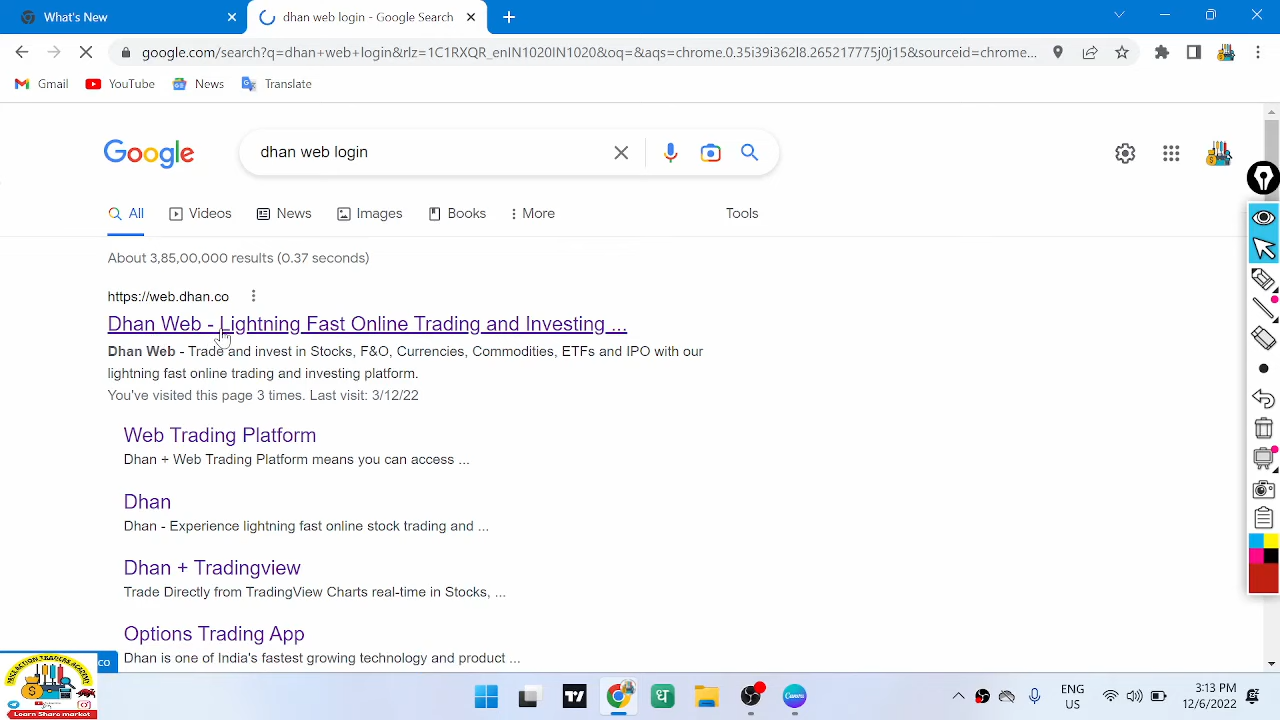 What's New
dhan web login - Google Search
google.com/search?q=dhan+web+login&rlz=1C1RXQR_enIN1020IN1020&oq=&aqs=chrome.0.35i39i362l8.265217775j0j15&sourceid=chrome...
Gmail
YouTube
News
Translate
Google
dhan web login
All
Videos
News
Images
Books
More
Tools
About 3,85,00,000 results (0.37 seconds)
https://web.dhan.co
Dhan Web - Lightning Fast Online Trading and Investing ...
Dhan Web - Trade and invest in Stocks, F&O, Currencies, Commodities, ETFs and IPO with our
lightning fast online trading and investing platform.
You've visited this page 3 times. Last visit: 3/12/22
Web Trading Platform
Dhan + Web Trading Platform means you can access ...
Dhan
Dhan - Experience lightning fast online stock trading and ...
Dhan + Tradingview
Trade Directly from TradingView Charts real-time in Stocks, ...
Options Trading App
Dhan is one of India's fastest growing technology and product ...
co
Learn Share market
ध
Canva
ENG
US
3:13 PM
12/6/2022